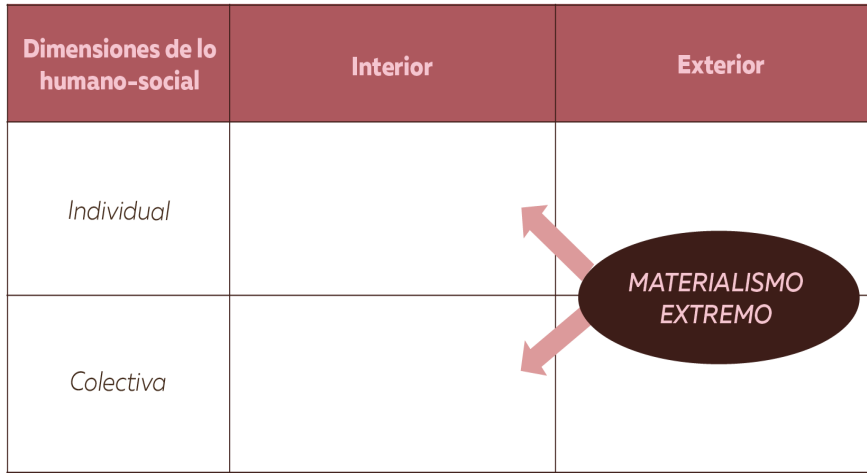 Dimensiones de lo
humano-social
Interior
Exterior
Individual
MATERIALISMO
EXTREMO
Colectiva